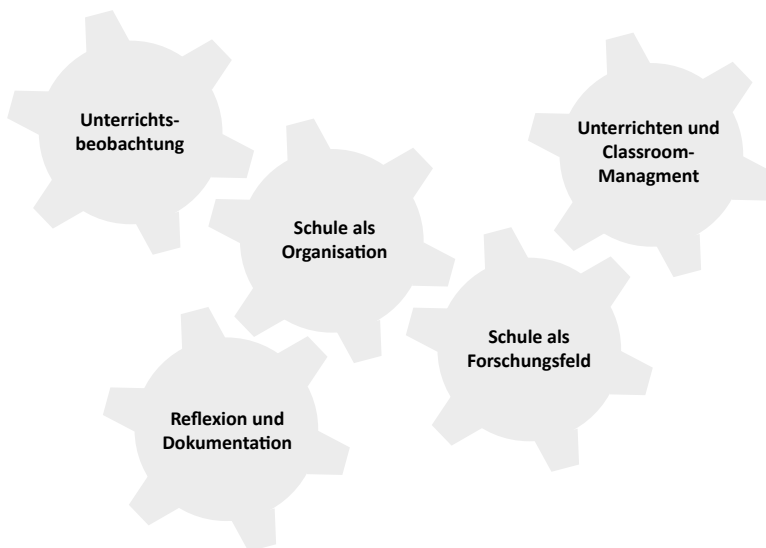 Unterrichts-
beobachtung
Unterrichten und
Classroom-
Managment
Schule als
Organisation
Schule als
Forschungsfeld
Reflexion und
Dokumentation